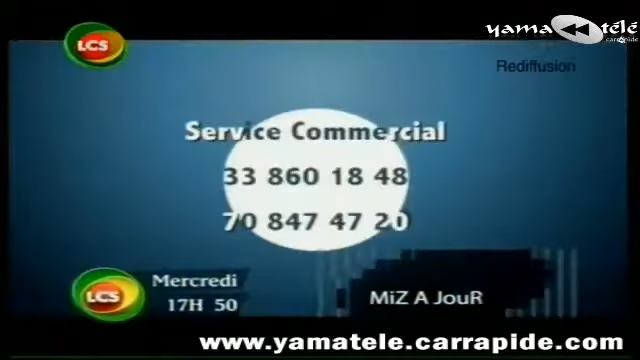 LCS
yama télé
carrapide
Rediffusion
Service Commercial
33 860 18 48
70 847 47 20
LCS
Mercredi
17H 50
MiZ A JouR
www.yamatele.carrapide.com